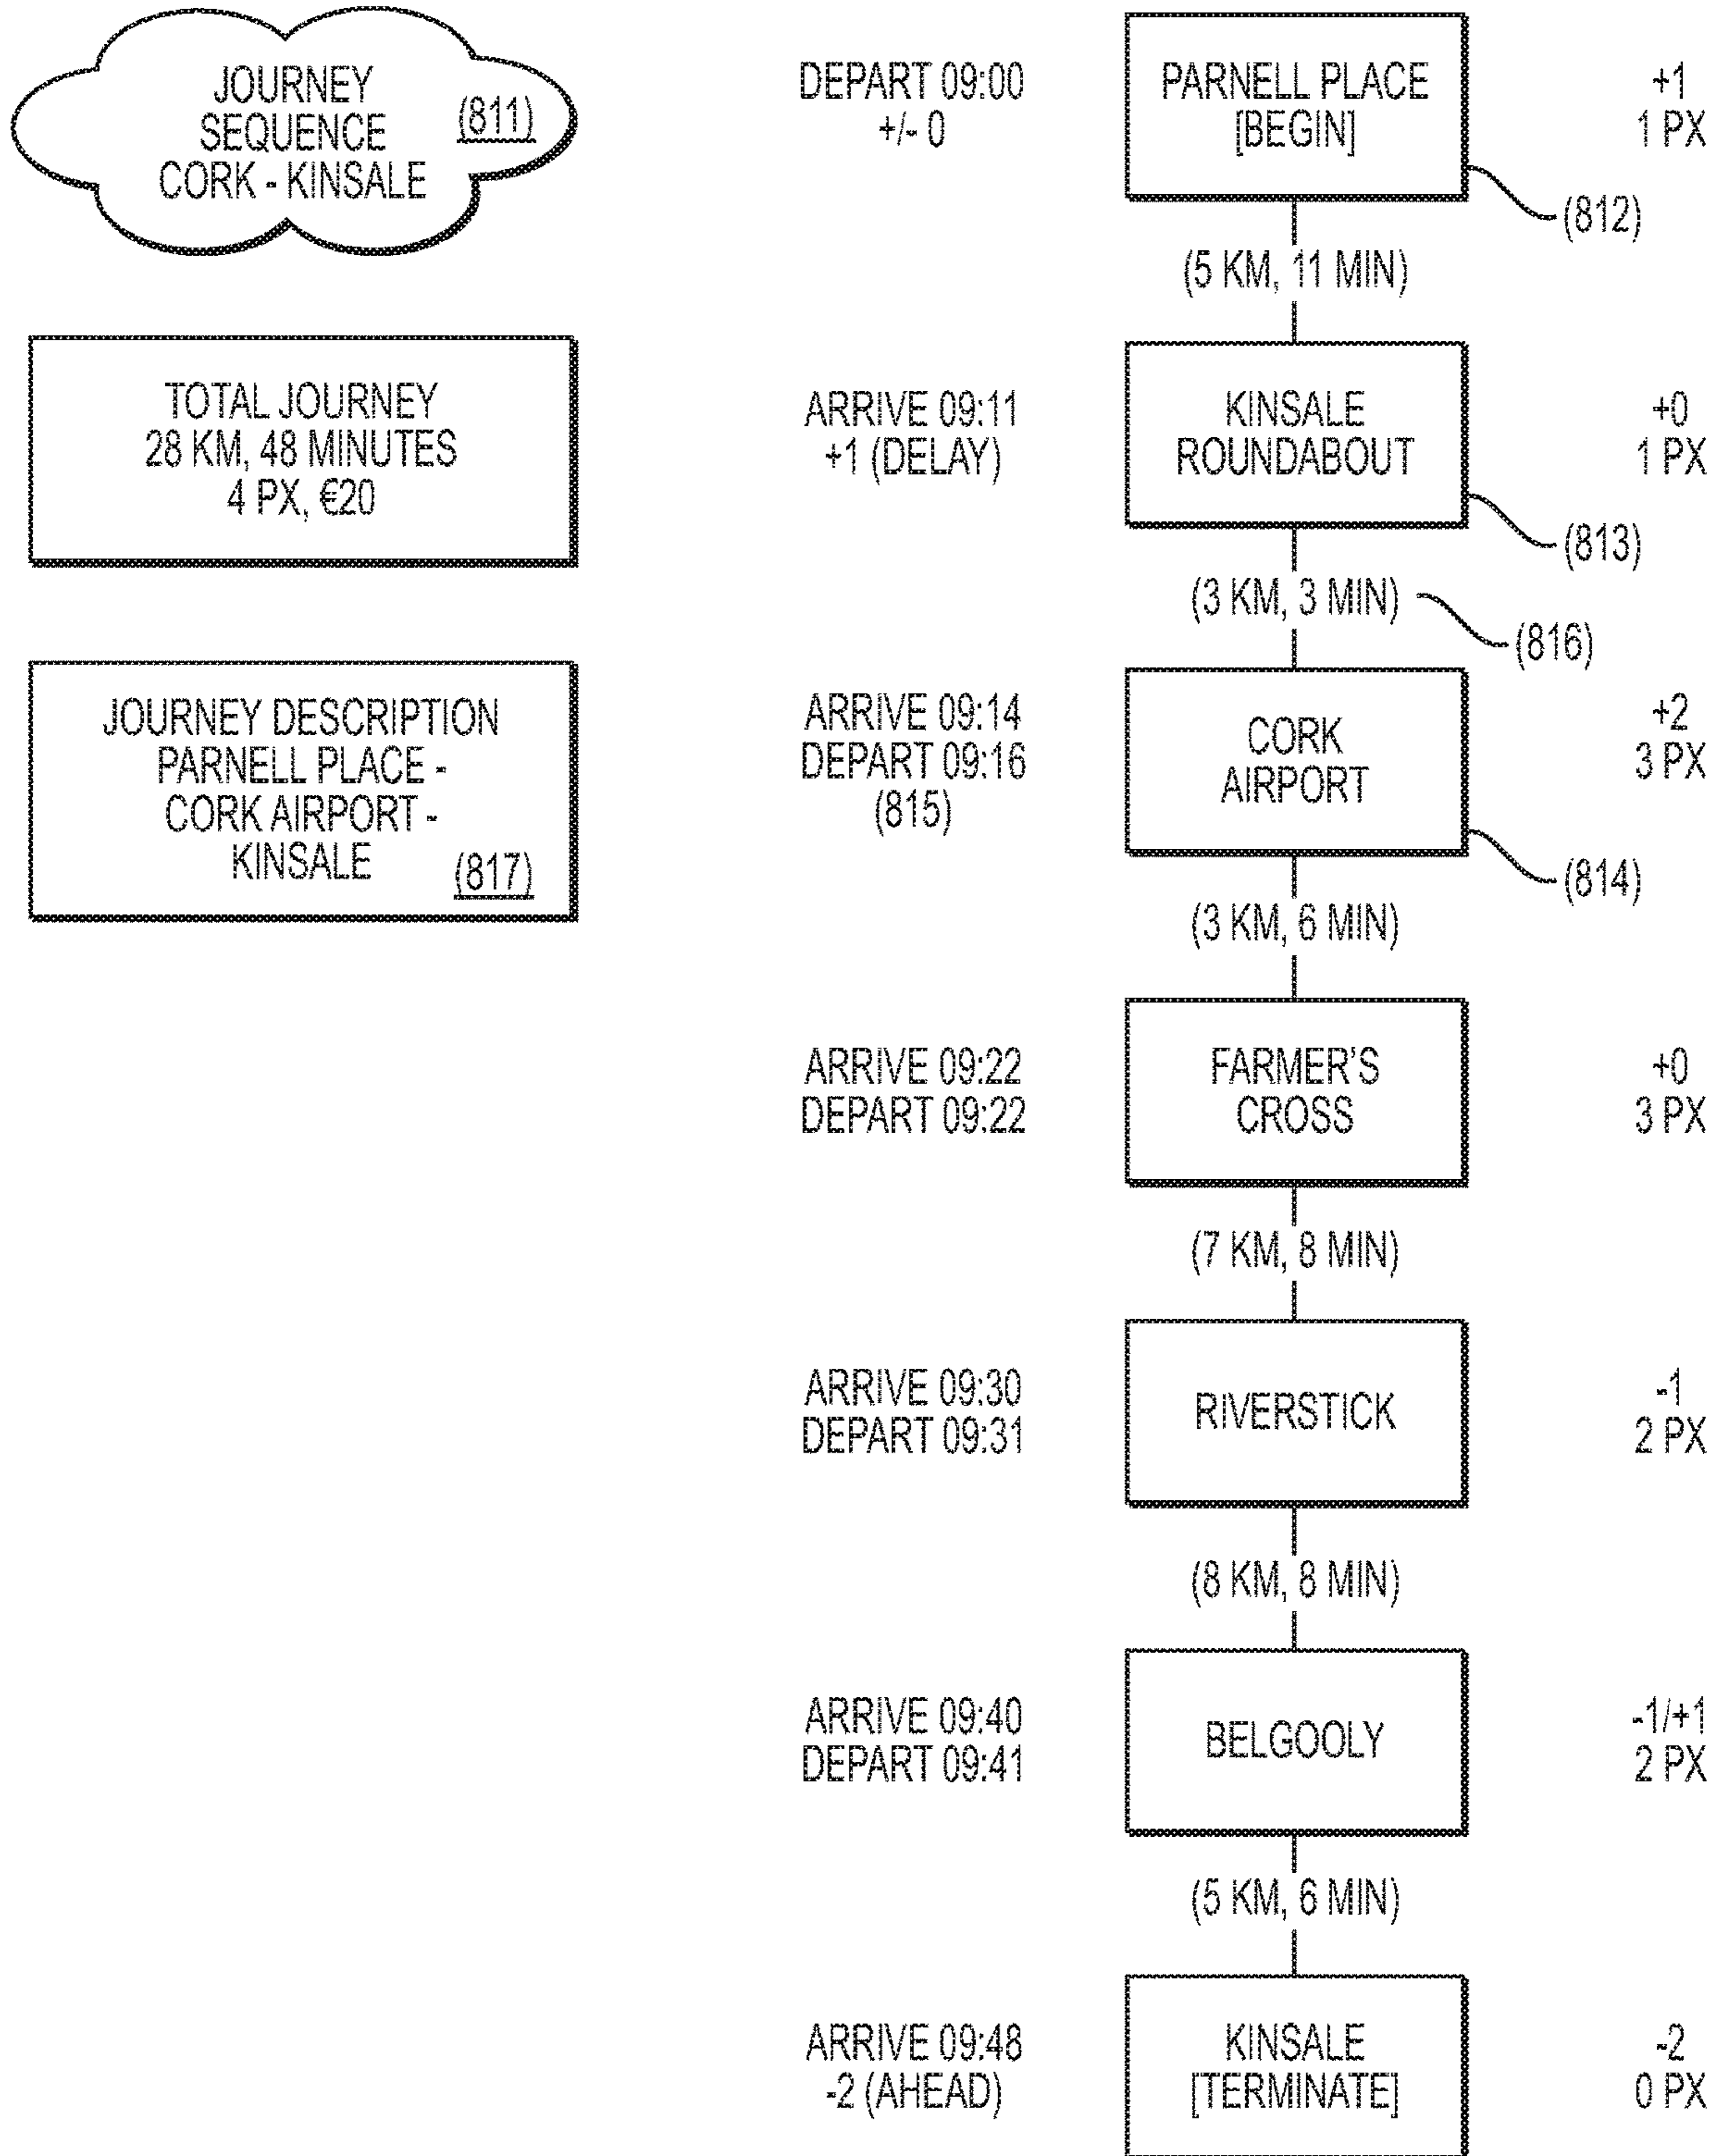 JOURNEY
SEQUENCE
CORK - KINSALE
(811)
TOTAL JOURNEY
28 KM, 48 MINUTES
4 PX, €20
JOURNEY DESCRIPTION
PARNELL PLACE -
CORK AIRPORT -
KINSALE
(817)
DEPART 09:00
+/- 0
PARNELL PLACE
[BEGIN]
+1
1 PX
(812)
(5 KM, 11 MIN)
ARRIVE 09:11
+1 (DELAY)
KINSALE
ROUNDABOUT
+0
1 PX
(813)
(3 KM, 3 MIN)
(816)
ARRIVE 09:14
DEPART 09:16
(815)
CORK
AIRPORT
+2
3 PX
(814)
(3 KM, 6 MIN)
ARRIVE 09:22
DEPART 09:22
FARMER'S
CROSS
+0
3 PX
(7 KM, 8 MIN)
ARRIVE 09:30
DEPART 09:31
RIVERSTICK
-1
2 PX
(8 KM, 8 MIN)
ARRIVE 09:40
DEPART 09:41
BELGOOLY
-1/+1
2 PX
(5 KM, 6 MIN)
ARRIVE 09:48
-2 (AHEAD)
KINSALE
[TERMINATE]
-2
0 PX